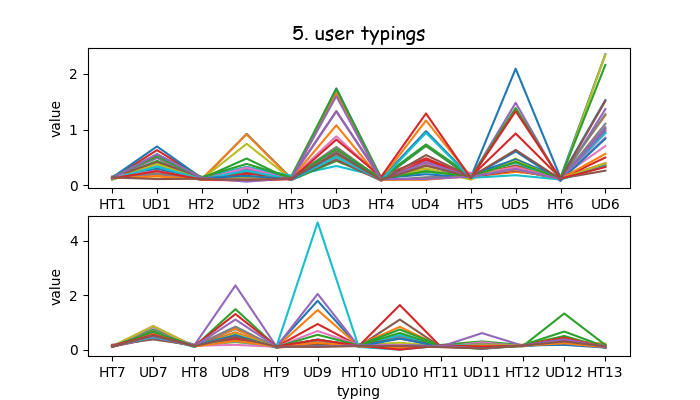 5. user typings
value
2
1
0
HT1 UD1 HT2 UD2 HT3 UD3 HT4 UD4 HT5 UD5 HT6 UD6
value
4
2
0
HT7 UD7 HT8 UD8 HT9 UD9 HT10 UD10 HT11 UD11 HT12 UD12 HT13
typing